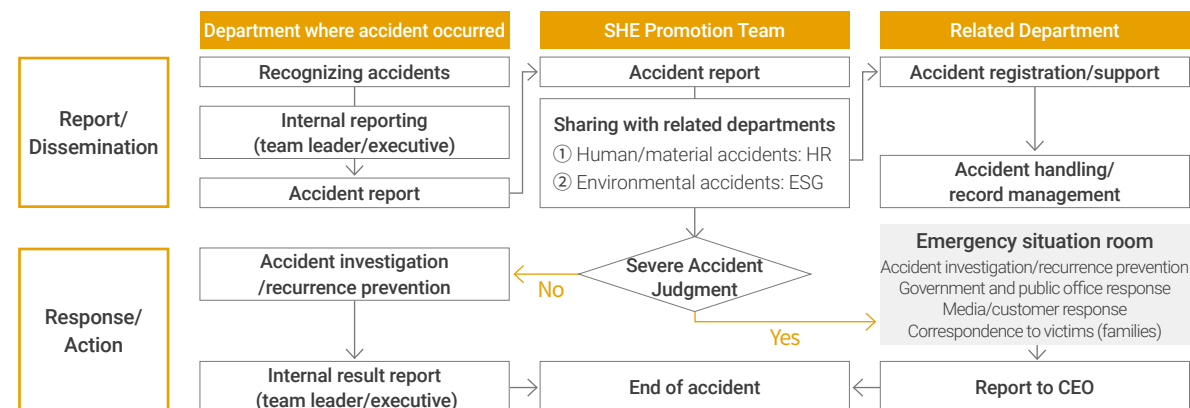 Department where accident occurred
SHE Promotion Team
Related Department
Report/
Dissemination
Recognizing accidents
Internal reporting
(team leader/executive)
Accident report
Accident report
Sharing with related departments
① Human/material accidents: HR
② Environmental accidents: ESG
Accident registration/support
Accident handling/
record management
Response/
Action
Accident investigation
/recurrence prevention
No
Severe Accident
Judgment
Yes
Emergency situation room
Accident investigation/recurrence prevention
Government and public office response
Media/customer response
Correspondence to victims (families)
Internal result report
(team leader/executive)
End of accident
Report to CEO